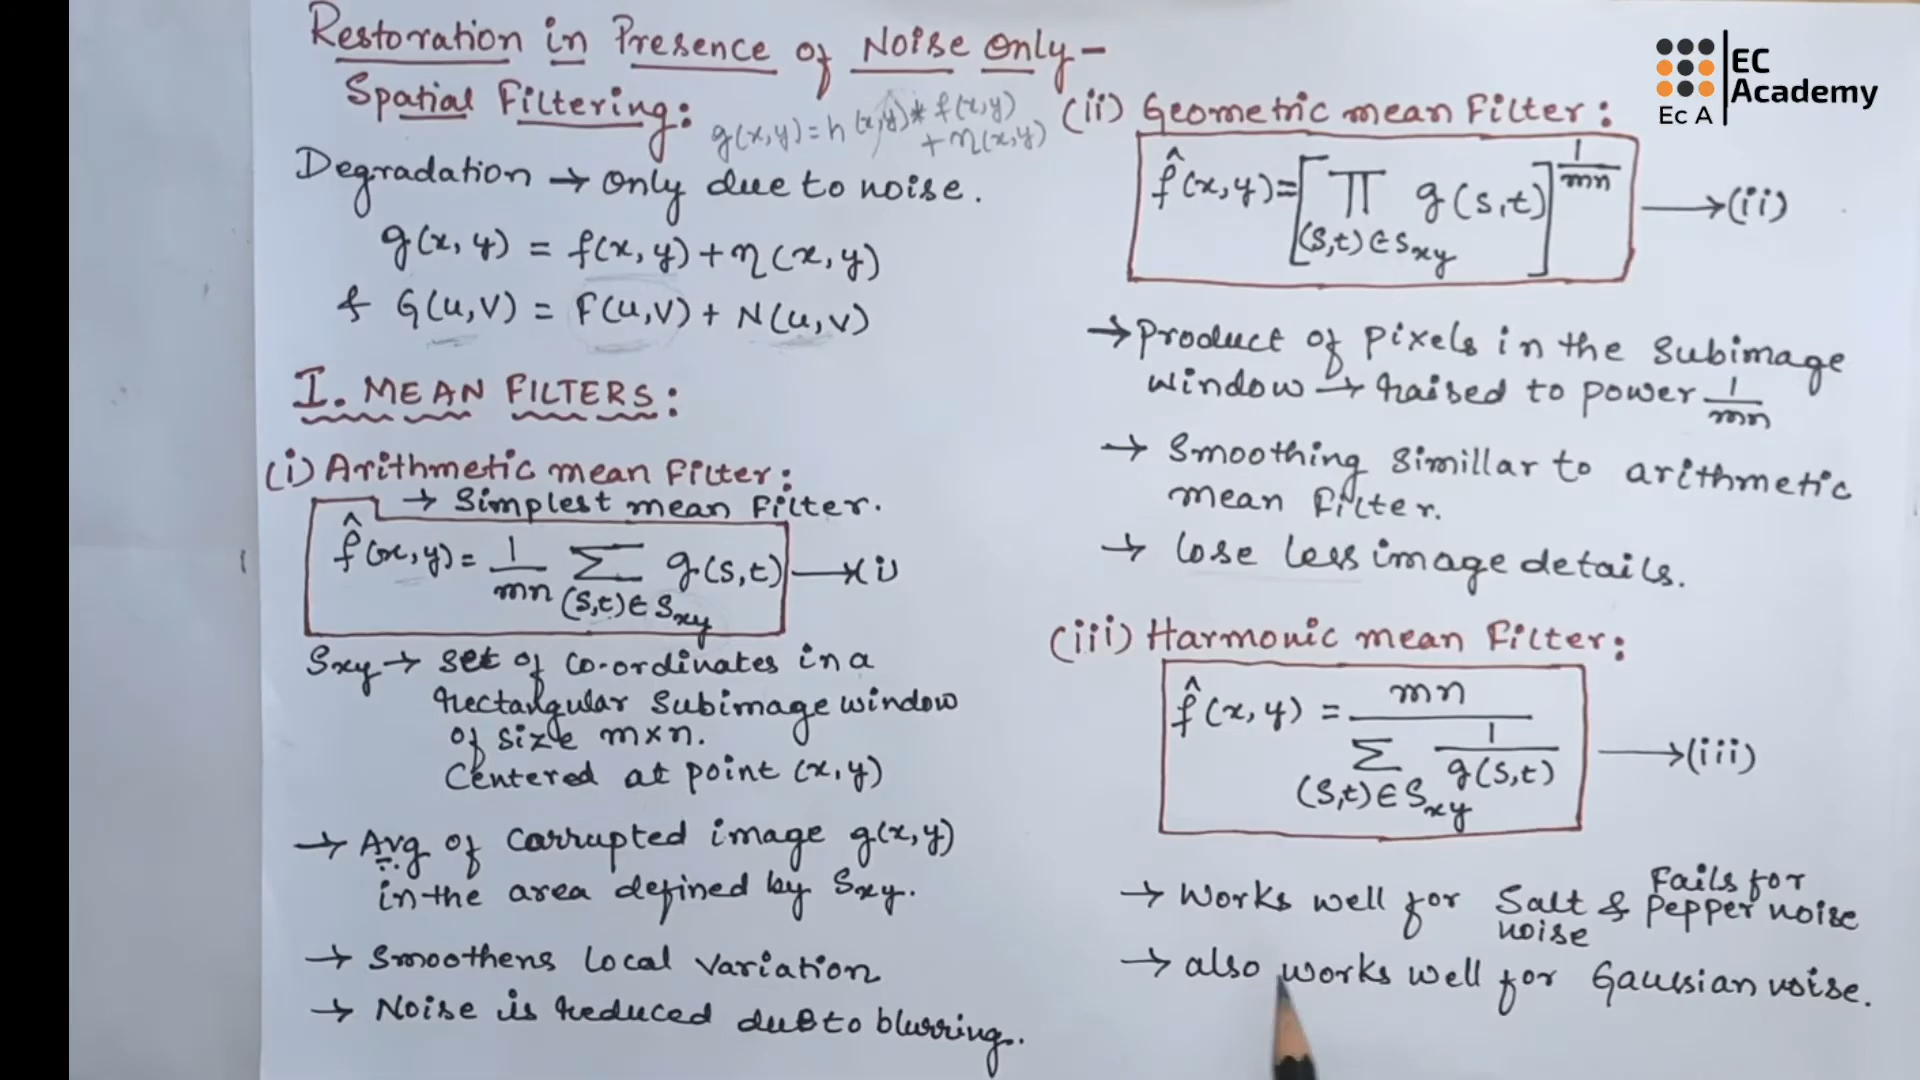 Restoration in Presence of Noise Only-
Spatial Filtering:
g(x,y)=h(x,y)*f(x,y)
+η(x,y)
Degradation → Only due to noise.
g(x,y) = f(x,y)+η(x,y)
& G(u,v) = F(u,v)+N(u,v)
I. MEAN FILTERS:
(i) Arithmetic mean Filter:
→ Simplest mean Filter.
f̂(x,y)= 1/mn ∑ (s,t)∈Sxy g(s,t) →(i)
Sxy → set of co-ordinates in a
rectangular subimage window
of size m×n.
Centered at point (x,y)
→ Avg of corrupted image g(x,y)
in the area defined by Sxy.
→ Smoothens local variation
→ Noise is reduced due to blurring..
EC
Academy
Ec A
(ii) Geometric mean Filter:
f̂(x,y)=[∏ (s,t)∈Sxy g(s,t)]^1/mn →(ii)
→ Product of pixels in the subimage
window → raised to power 1/mn
→ Smoothing simillar to arithmetic
mean filter.
→ lose less image details.
(iii) Harmonic mean Filter:
f̂(x,y) = mn / ∑ (s,t)∈Sxy 1/g(s,t) →(iii)
→ Works well for Salt & Fails for
noise pepper noise
→ also works well for Gaussian noise.